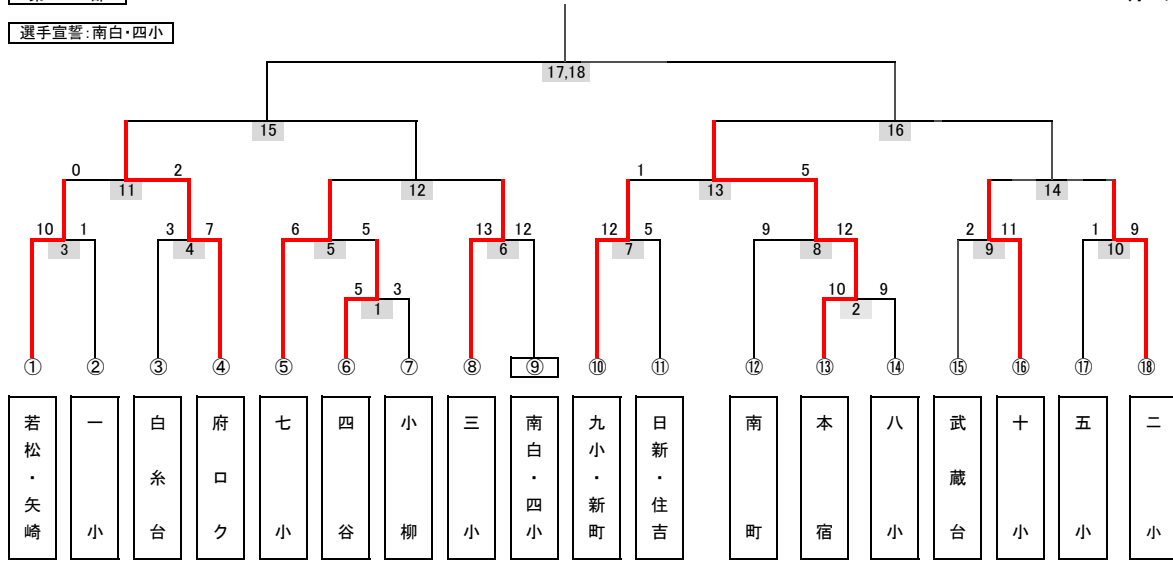 選手宣誓:南白・四小
17,18
15 16
0 2 1 5
11 12 13 14
10 1 3 7 6 5 13 12 12 5 9 12 2 11 1 9
3 4 5 6 7 8 9 10
5 3 10 9
1 2
① ② ③ ④ ⑤ ⑥ ⑦ ⑧ ⑨ ⑩ ⑪ ⑫ ⑬ ⑭ ⑮ ⑯ ⑰ ⑱
若松・矢崎
一小
白糸台
府ロク
七小
四谷
小柳
三小
南白・四小
九小・新町
日新・住吉
南町
本宿
八小
武蔵台
十小
五小
二小